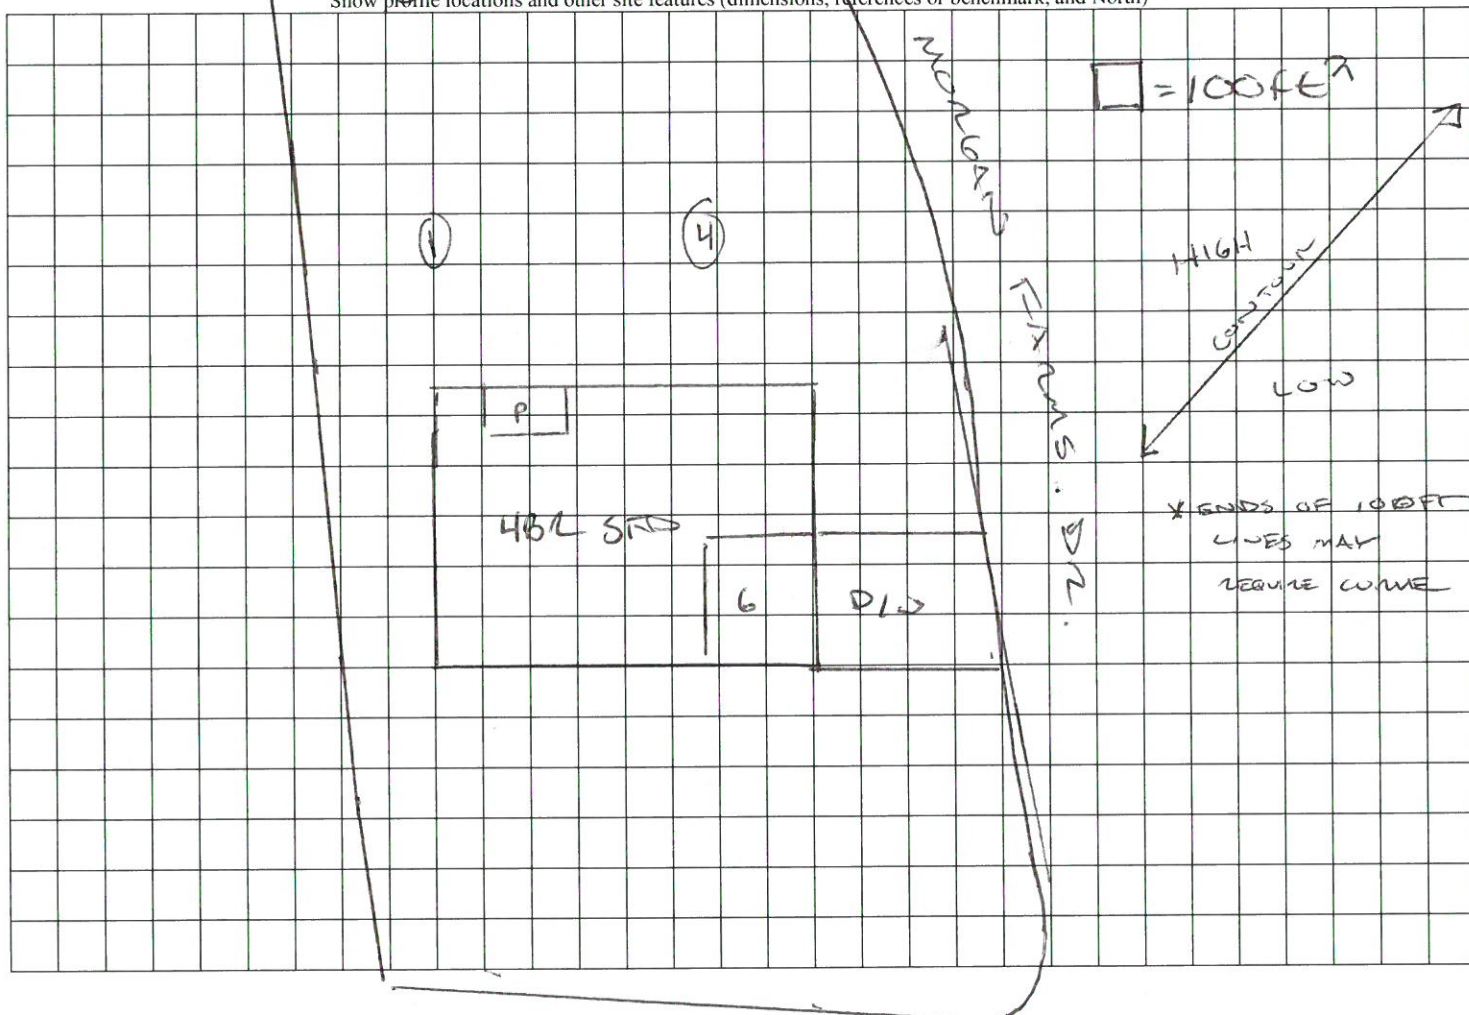 Show profile locations and other site features (dimensions, references or benchmark, and North)
= 100ft²
MORGAN FARMS. DR.
1
4
HIGH
CONTOUR
LOW
P
4BR SFD
G
D/W
* ENDS OF 100FT
LINES MAY
REQUIRE CURVE